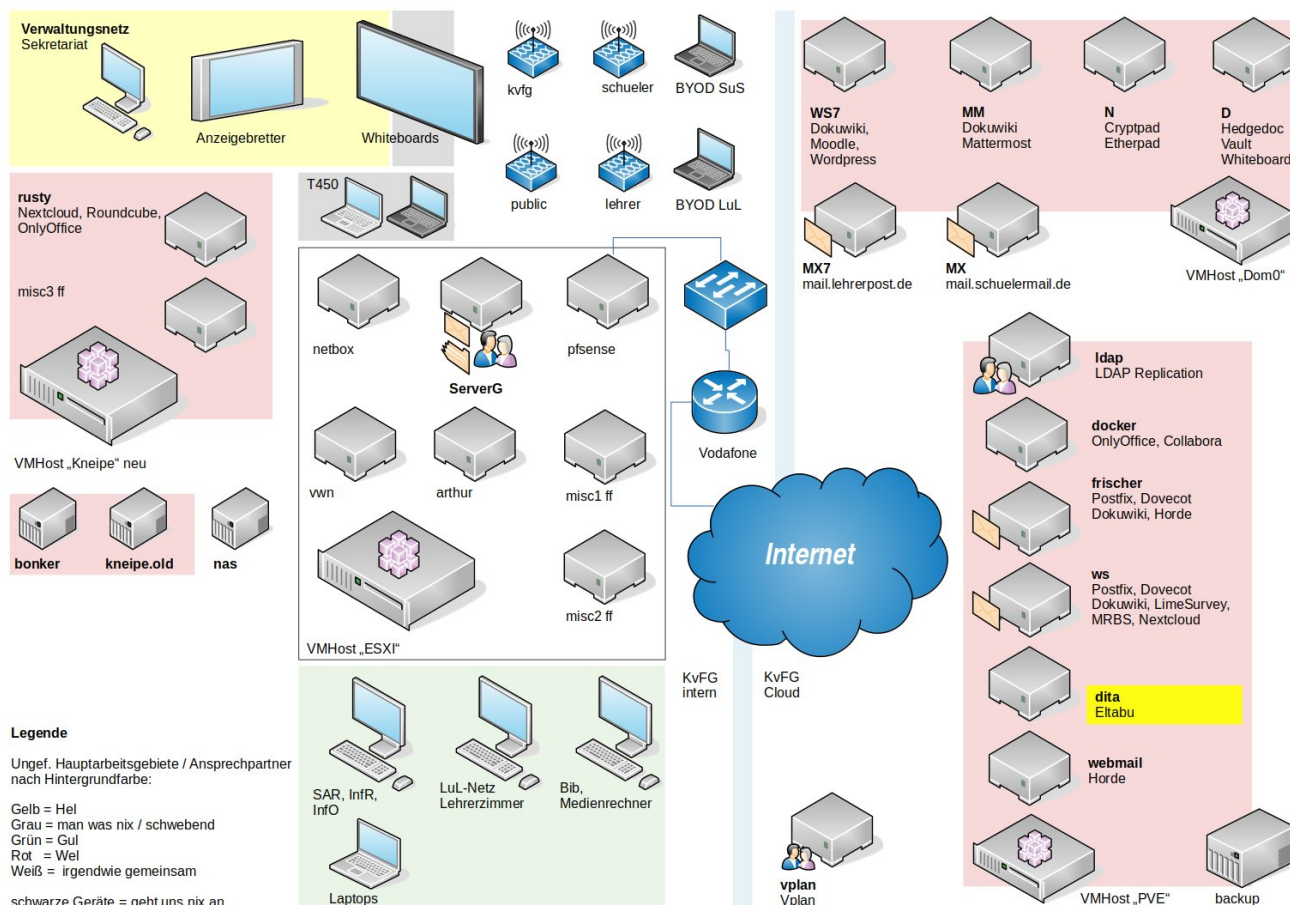 Verwaltungsnetz
Sekretariat
Anzeigebretter
Whiteboards
kvfg
schueler
BYOD SuS
public
lehrer
BYOD LuL
T450
rusty
Nextcloud, Roundcube,
OnlyOffice
misc3 ff
VMHost „Kneipe“ neu
bonker
kneipe.old
nas
netbox
ServerG
pfsense
vwn
arthur
misc1 ff
misc2 ff
VMHost „ESXI“
Vodafone
Internet
KvFG
intern
KvFG
Cloud
WS7
Dokuwiki,
Moodle,
Wordpress
MM
Dokuwiki
Mattermost
N
Cryptpad
Etherpad
D
Hedgedoc
Vault
Whiteboard
MX7
mail.lehrerpost.de
MX
mail.schuelermail.de
VMHost „Dom0“
ldap
LDAP Replication
docker
OnlyOffice, Collabora
frischer
Postfix, Dovecot
Dokuwiki, Horde
ws
Postfix, Dovecot
Dokuwiki, LimeSurvey,
MRBS, Nextcloud
dita
Eltabu
webmail
Horde
VMHost „PVE“
backup
vplan
Vplan
SAR, InfR,
InfO
LuL-Netz
Lehrerzimmer
Bib,
Medienrechner
Laptops
Legende
Ungef. Hauptarbeitsgebiete / Ansprechpartner
nach Hintergrundfarbe:
Gelb = Hel
Grau = man was nix / schwebend
Grün = Gul
Rot = Wel
Weiß = irgendwie gemeinsam
schwarze Geräte = geht uns nix an